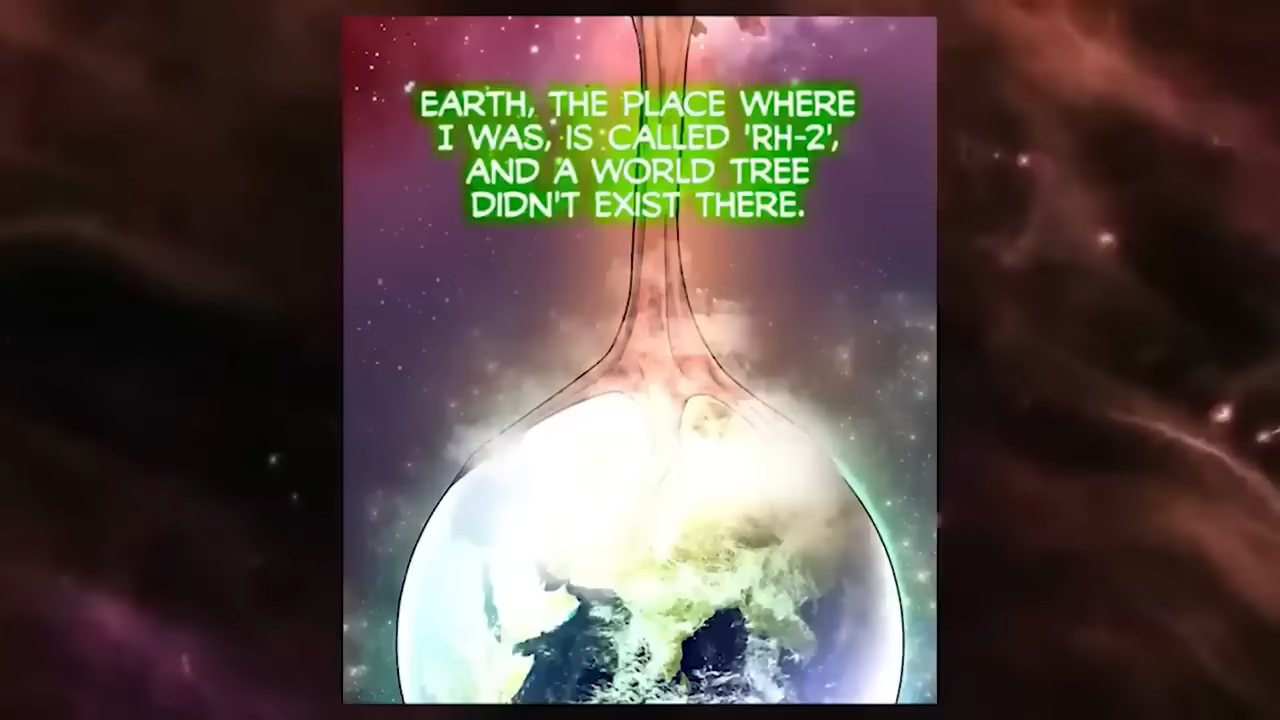 EARTH, THE PLACE WHERE
I WAS, IS CALLED 'RH-2',
AND A WORLD TREE
DIDN'T EXIST THERE.